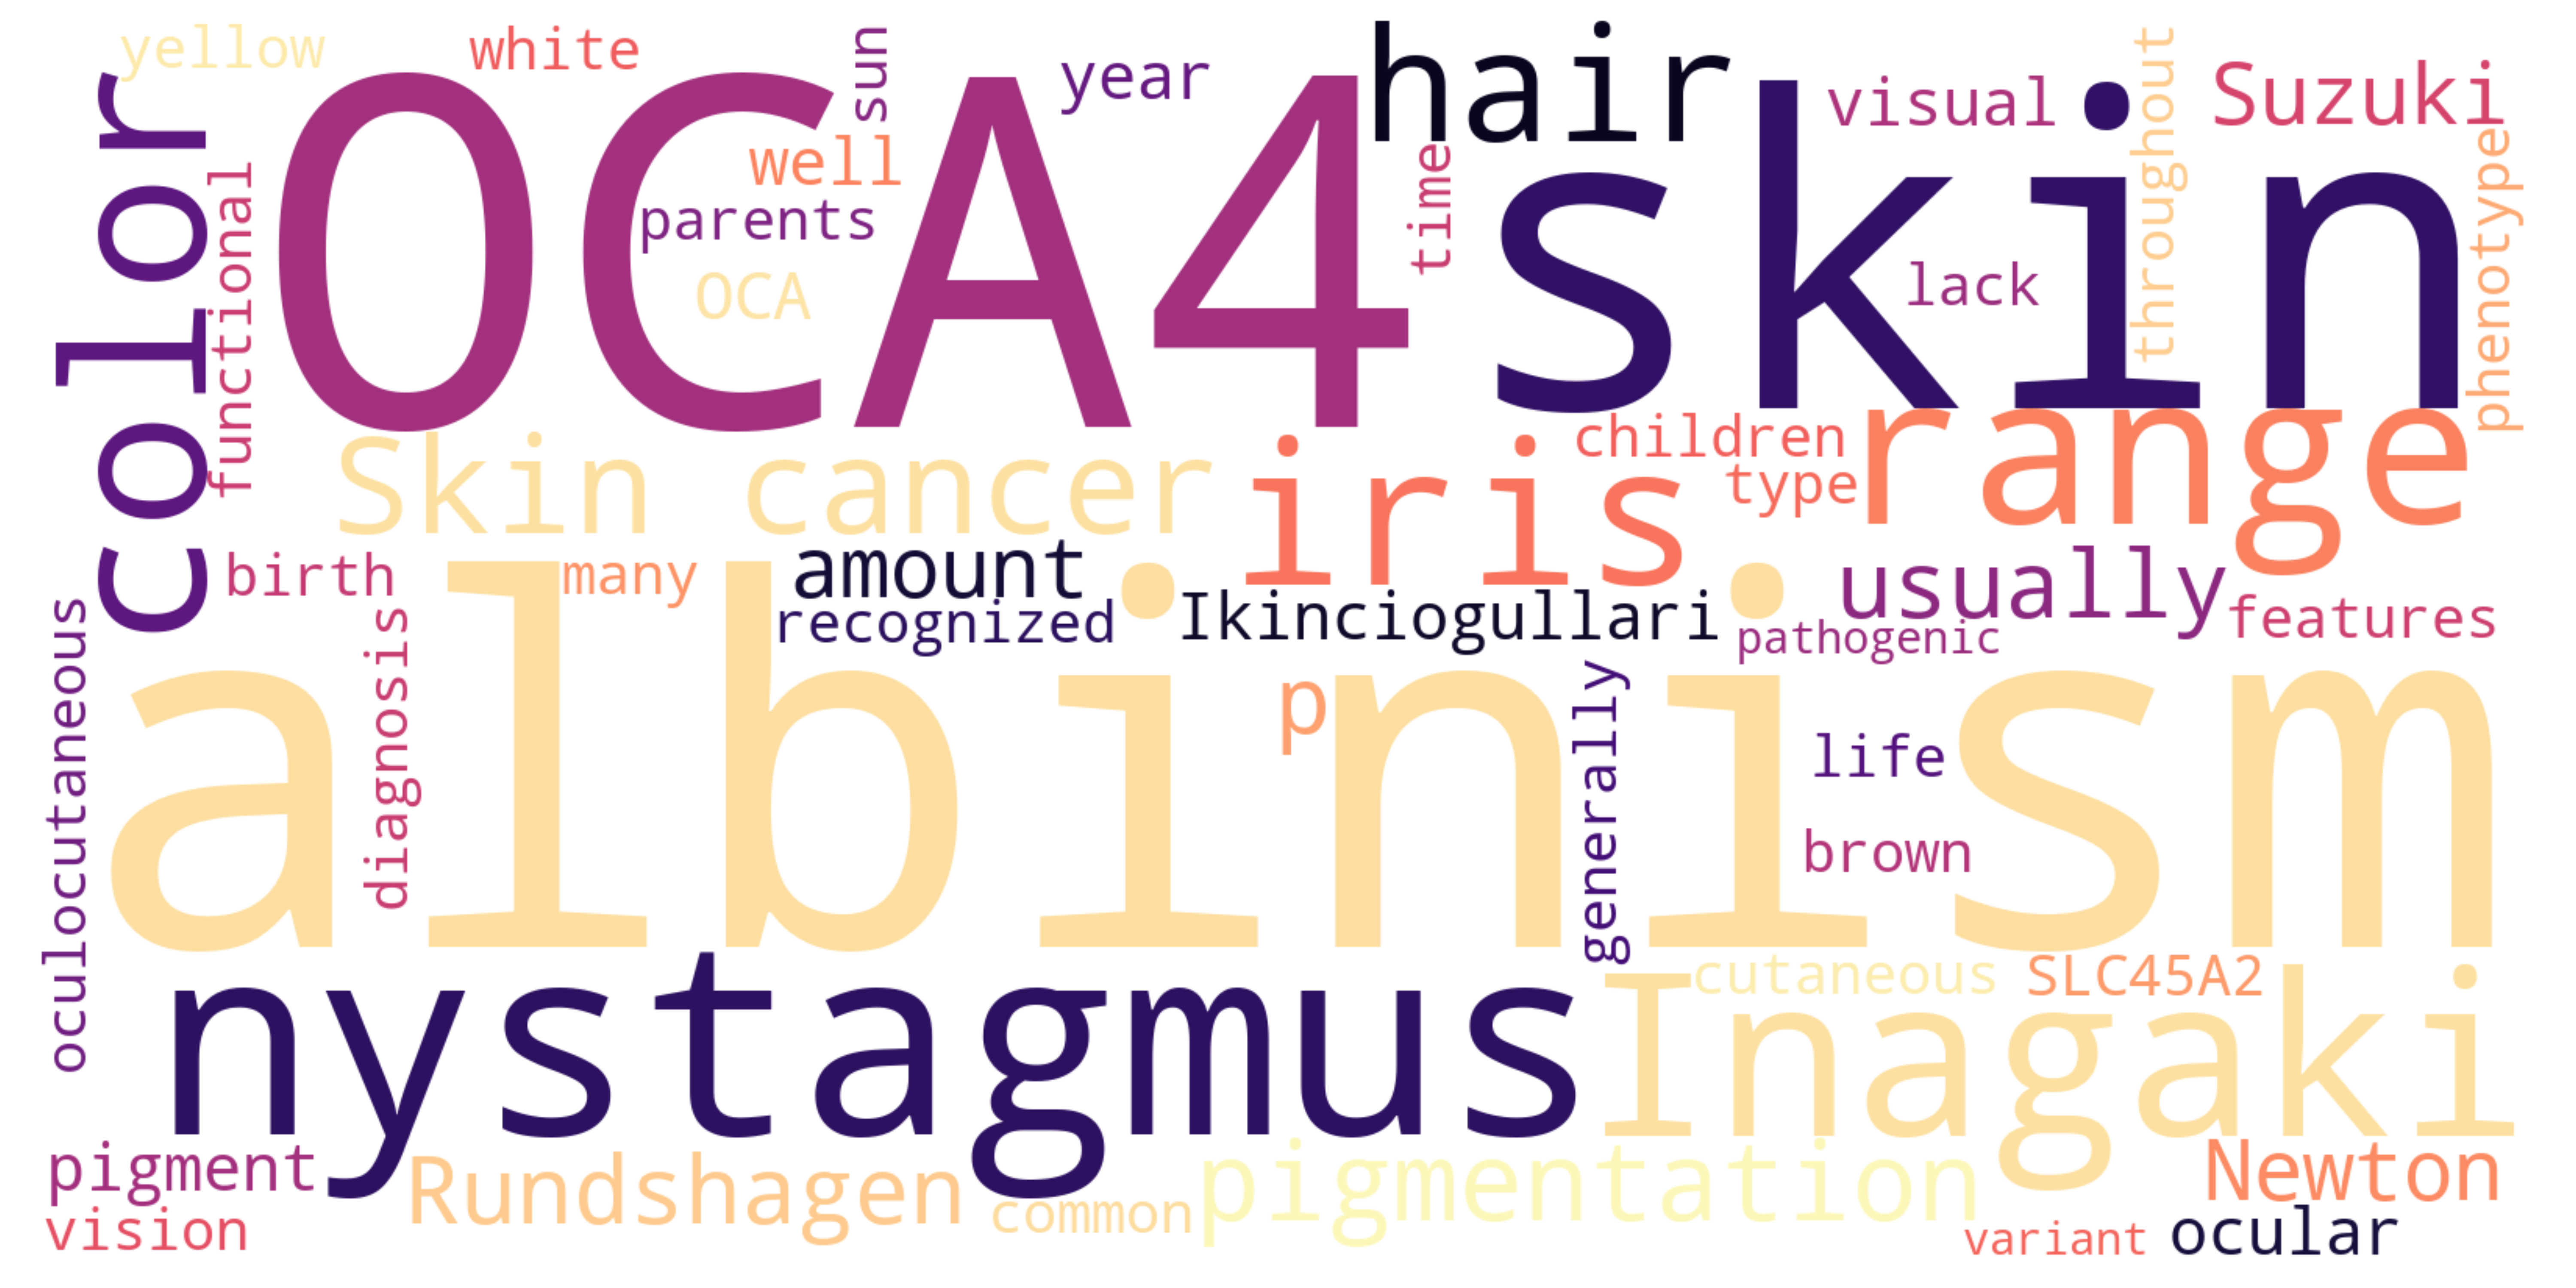 yellow
white
sun
year
hair
visual
throughout
Suzuki
color
OCA4
skin
well
parents
OCA
time
lack
phenotype
functional
Skin cancer
iris
children
type
range
birth
many
amount
recognized
Ikinciogullari
usually
pathogenic
features
oculocutaneous
diagnosis
albinism
p
generally
life
brown
nystagmus
cutaneous
SLC45A2
Inagaki
pigment
Rundshagen
common
pigmentation
Newton
vision
variant
ocular